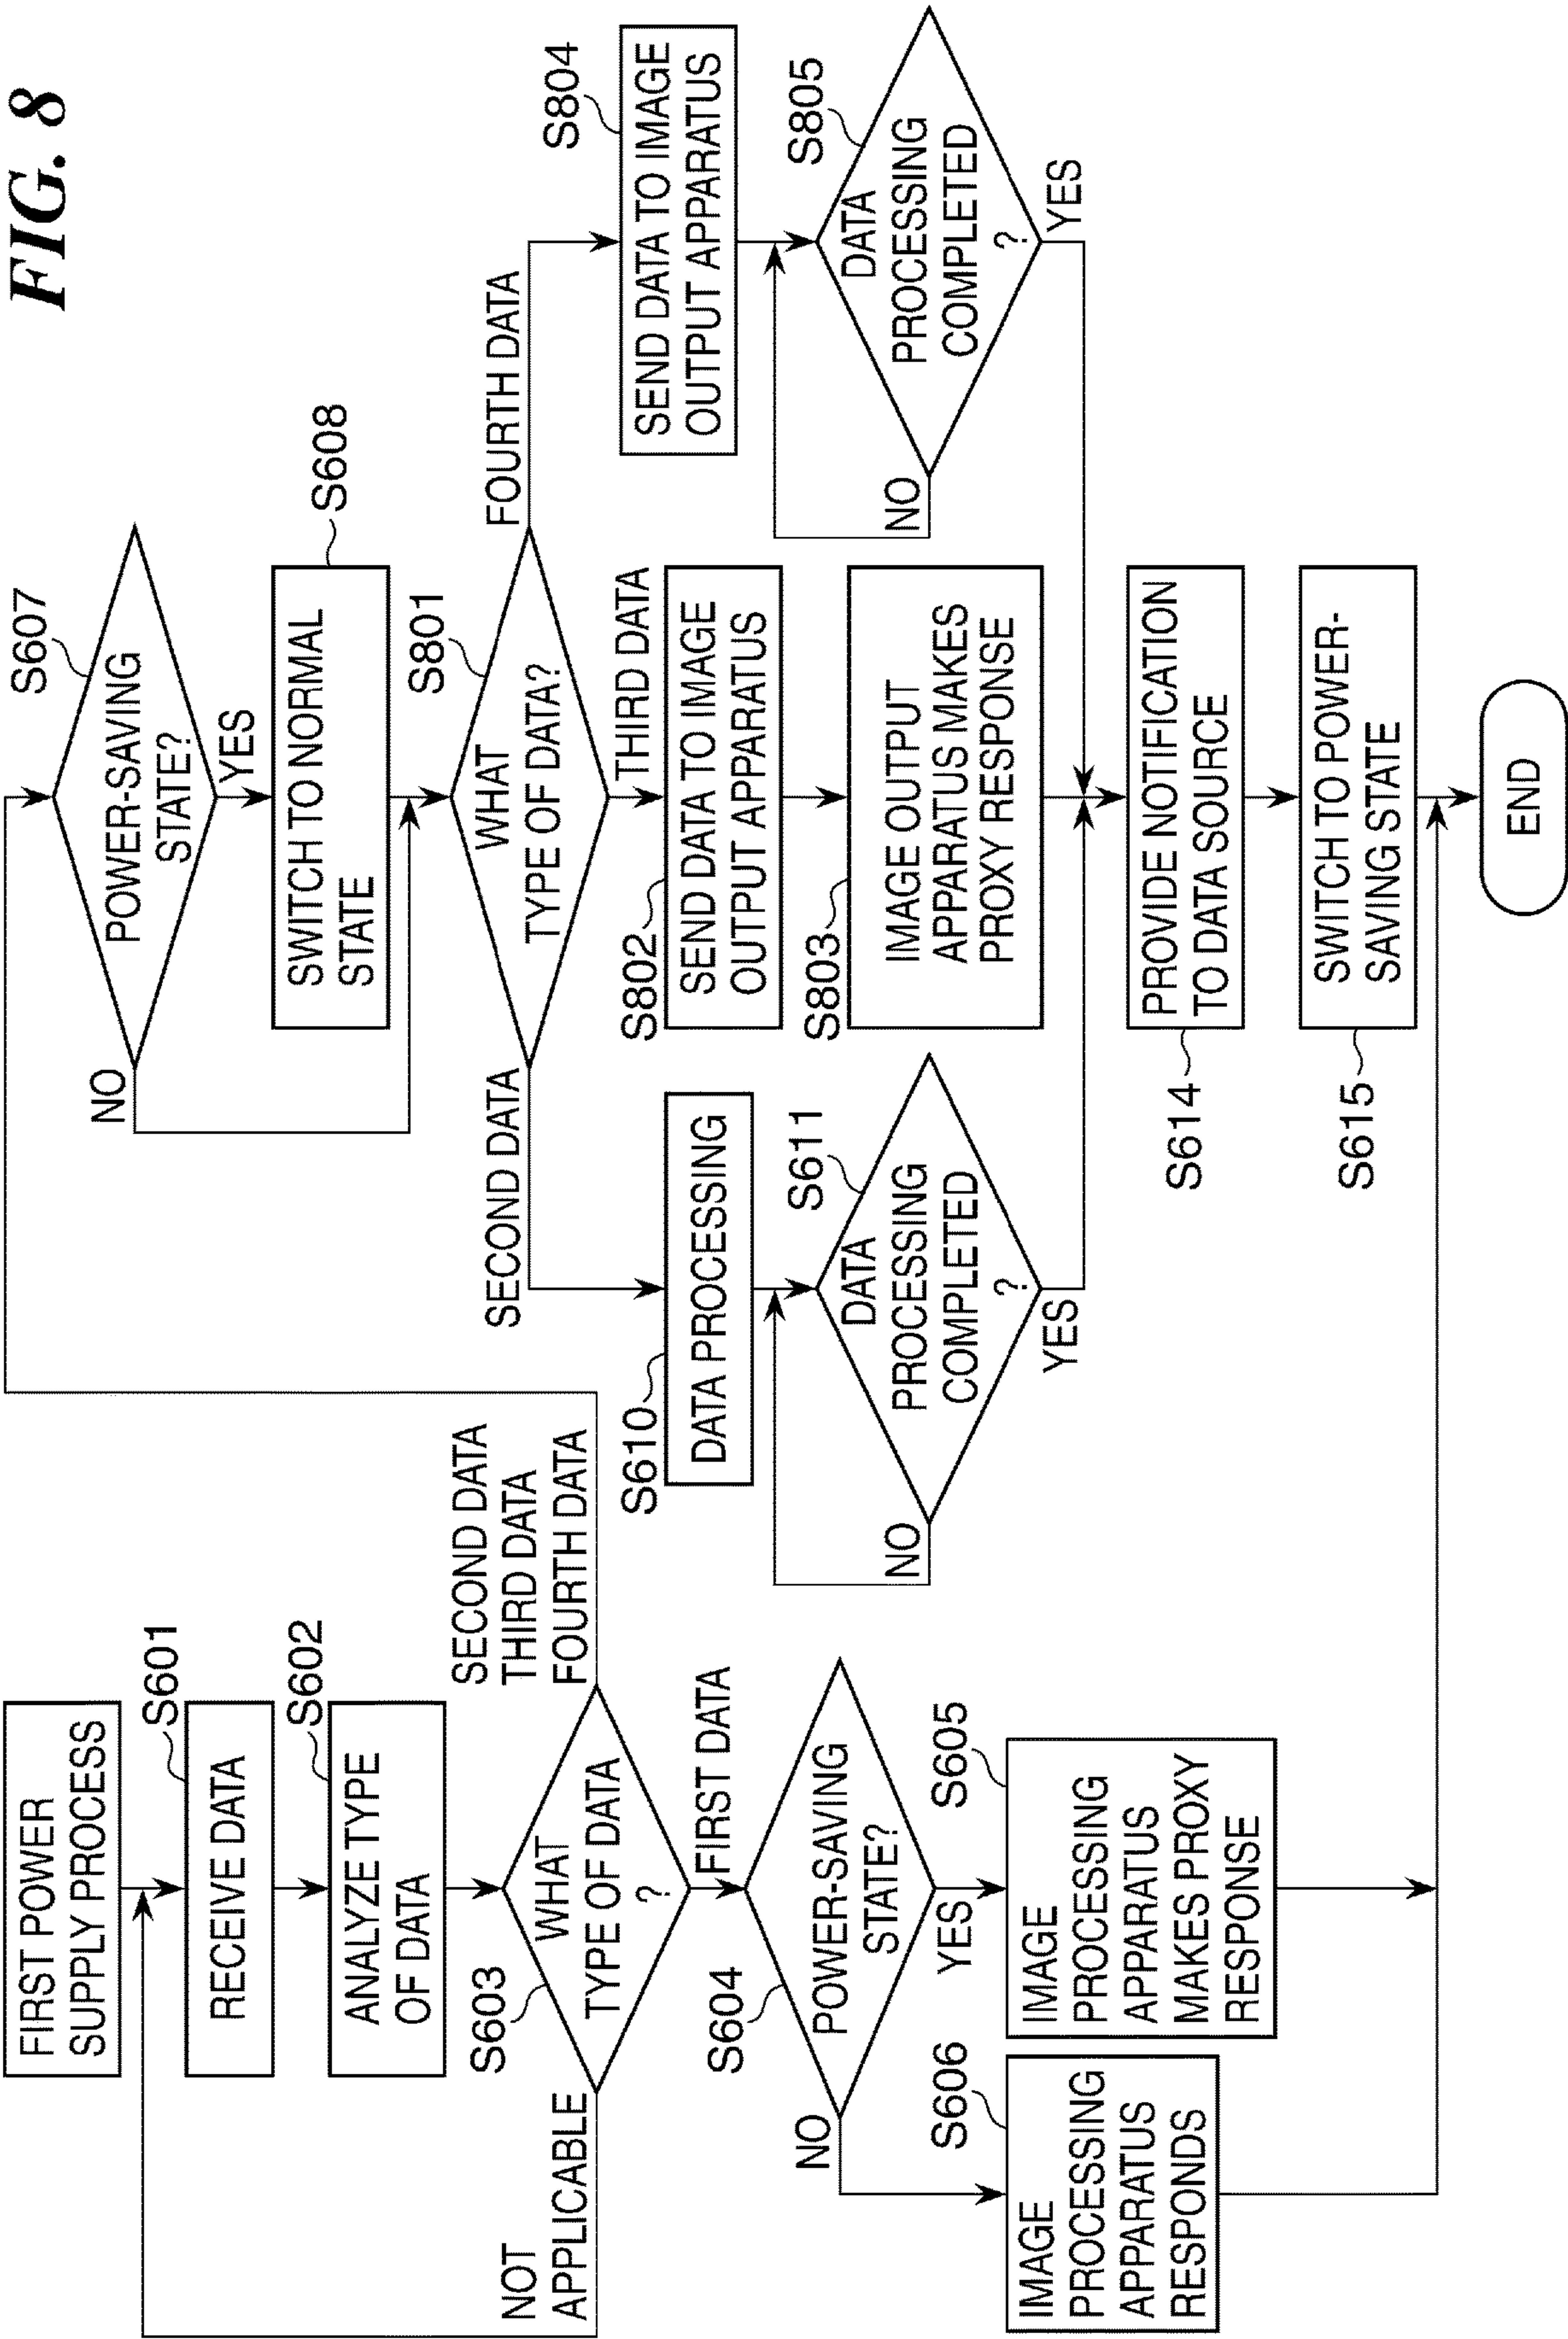 FIG. 8
FIRST POWER
SUPPLY PROCESS
S601
RECEIVE DATA
S602
ANALYZE TYPE
OF DATA
S603
WHAT
TYPE OF DATA
?
NOT
APPLICABLE
SECOND DATA
THIRD DATA
FOURTH DATA
FIRST DATA
S604
POWER-SAVING
STATE?
NO
YES
S606
IMAGE
PROCESSING
APPARATUS
RESPONDS
S605
IMAGE
PROCESSING
APPARATUS
MAKES PROXY
RESPONSE
S607
POWER-SAVING
STATE?
NO
YES
S608
SWITCH TO NORMAL
STATE
S801
WHAT
TYPE OF DATA?
SECOND DATA
THIRD DATA
FOURTH DATA
S610
DATA PROCESSING
S611
DATA
PROCESSING
COMPLETED
?
NO
YES
S802
SEND DATA TO IMAGE
OUTPUT APPARATUS
S803
IMAGE OUTPUT
APPARATUS MAKES
PROXY RESPONSE
S804
SEND DATA TO IMAGE
OUTPUT APPARATUS
S805
DATA
PROCESSING
COMPLETED
?
NO
YES
S614
PROVIDE NOTIFICATION
TO DATA SOURCE
S615
SWITCH TO POWER-
SAVING STATE
END